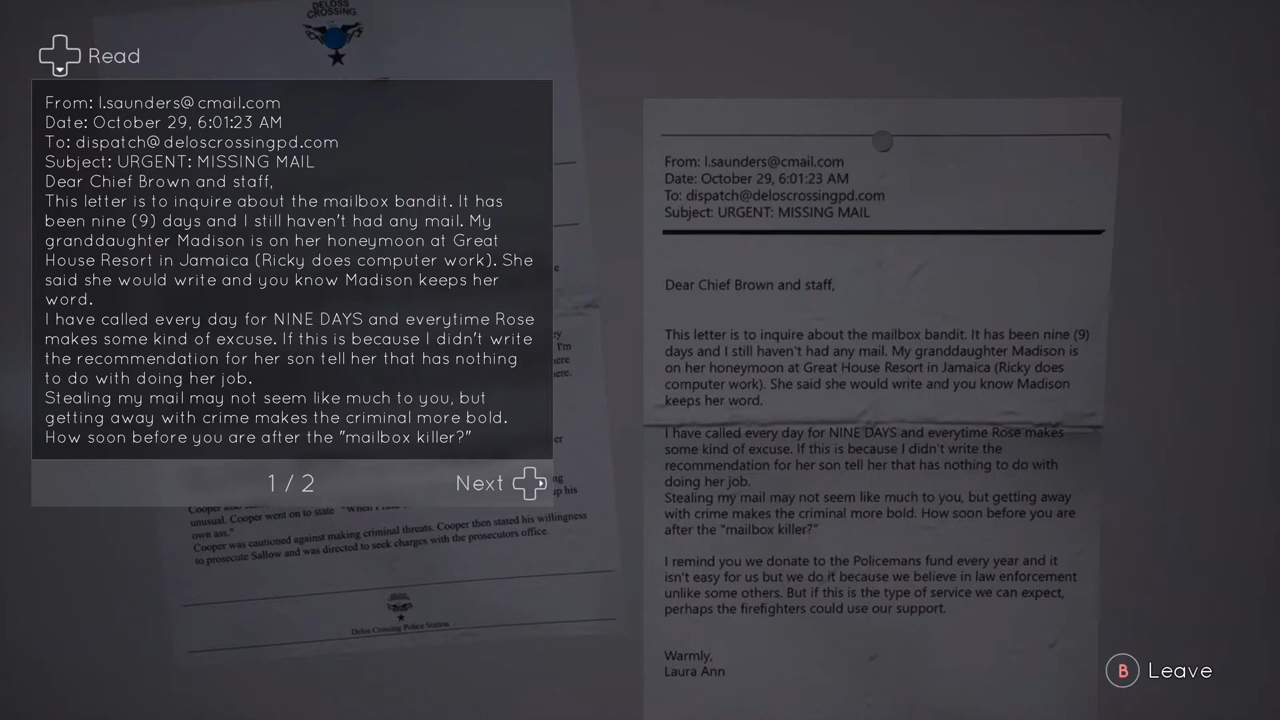 DELOSS
CROSSING
Read
From: l.saunders@cmail.com
Date: October 29, 6:01:23 AM
To: dispatch@deloscrossingpd.com
Subject: URGENT: MISSING MAIL
Dear Chief Brown and staff,
This letter is to inquire about the mailbox bandit. It has
been nine (9) days and I still haven't had any mail. My
granddaughter Madison is on her honeymoon at Great
House Resort in Jamaica (Ricky does computer work). She
said she would write and you know Madison keeps her
word.
I have called every day for NINE DAYS and everytime Rose
makes some kind of excuse. If this is because I didn't write
the recommendation for her son tell her that has nothing
to do with doing her job.
Stealing my mail may not seem like much to you, but
getting away with crime makes the criminal more bold.
How soon before you are after the "mailbox killer?"
1 / 2
Next
unusual. Cooper went on to state "When I
own ass."
Cooper was cautioned against making criminal threats. Cooper then stated his willingness
to prosecute Sallow and was directed to seek charges with the prosecutors office.
Delos Crossing Police Station
From: l.saunders@cmail.com
Date: October 29, 6:01:23 AM
To: dispatch@deloscrossingpd.com
Subject: URGENT: MISSING MAIL
Dear Chief Brown and staff,
This letter is to inquire about the mailbox bandit. It has been nine (9)
days and I still haven't had any mail. My granddaughter Madison is
on her honeymoon at Great House Resort in Jamaica (Ricky does
computer work). She said she would write and you know Madison
keeps her word.
I have called every day for NINE DAYS and everytime Rose makes
some kind of excuse. If this is because I didn't write the
recommendation for her son tell her that has nothing to do with
doing her job.
Stealing my mail may not seem like much to you, but getting away
with crime makes the criminal more bold. How soon before you are
after the "mailbox killer?"
I remind you we donate to the Policemans fund every year and it
isn't easy for us but we do it because we believe in law enforcement
unlike some others. But if this is the type of service we can expect,
perhaps the firefighters could use our support.
Warmly,
Laura Ann
B Leave